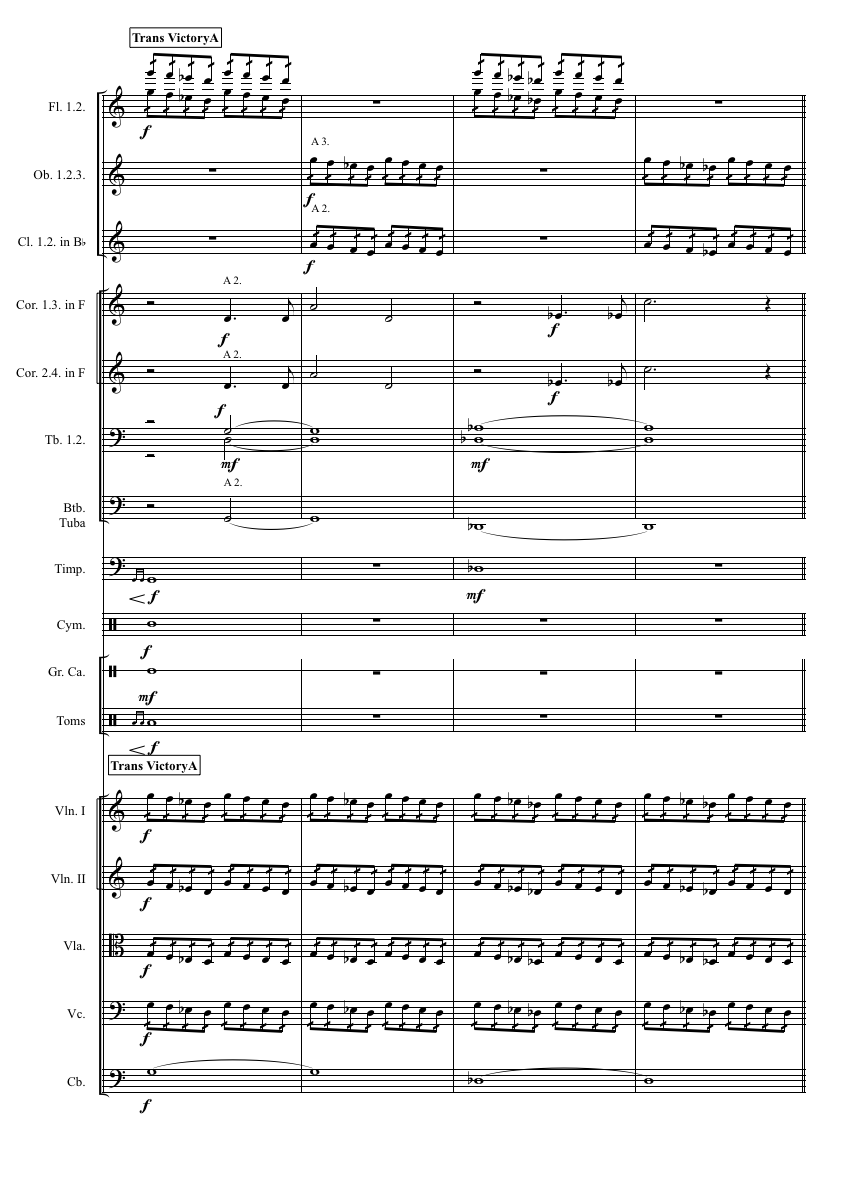 Trans VictoryA
Fl. 1.2.
f
A 3.
Ob. 1.2.3.
f
A 2.
Cl. 1.2. in B♭
f
A 2.
Cor. 1.3. in F
f
f
A 2.
Cor. 2.4. in F
f
f
Tb. 1.2.
mf
mf
A 2.
Btb.
Tuba
Timp.
f
mf
Cym.
f
Gr. Ca.
mf
Toms
f
Trans VictoryA
Vln. I
f
Vln. II
f
Vla.
f
Vc.
f
Cb.
f